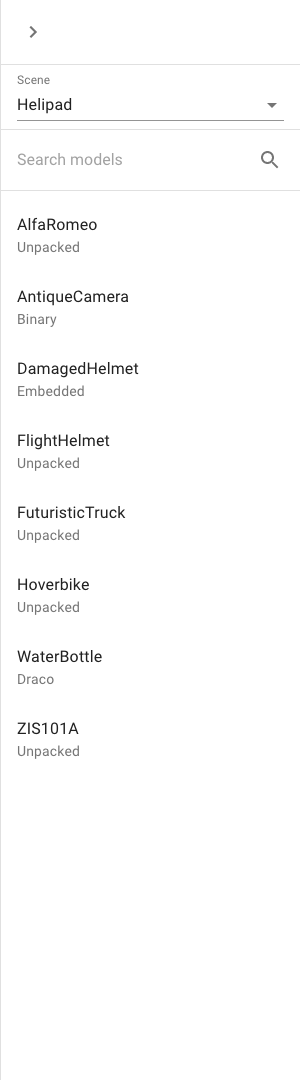 Scene
Helipad
Search models
AlfaRomeo
Unpacked
AntiqueCamera
Binary
DamagedHelmet
Embedded
FlightHelmet
Unpacked
FuturisticTruck
Unpacked
Hoverbike
Unpacked
WaterBottle
Draco
ZIS101A
Unpacked